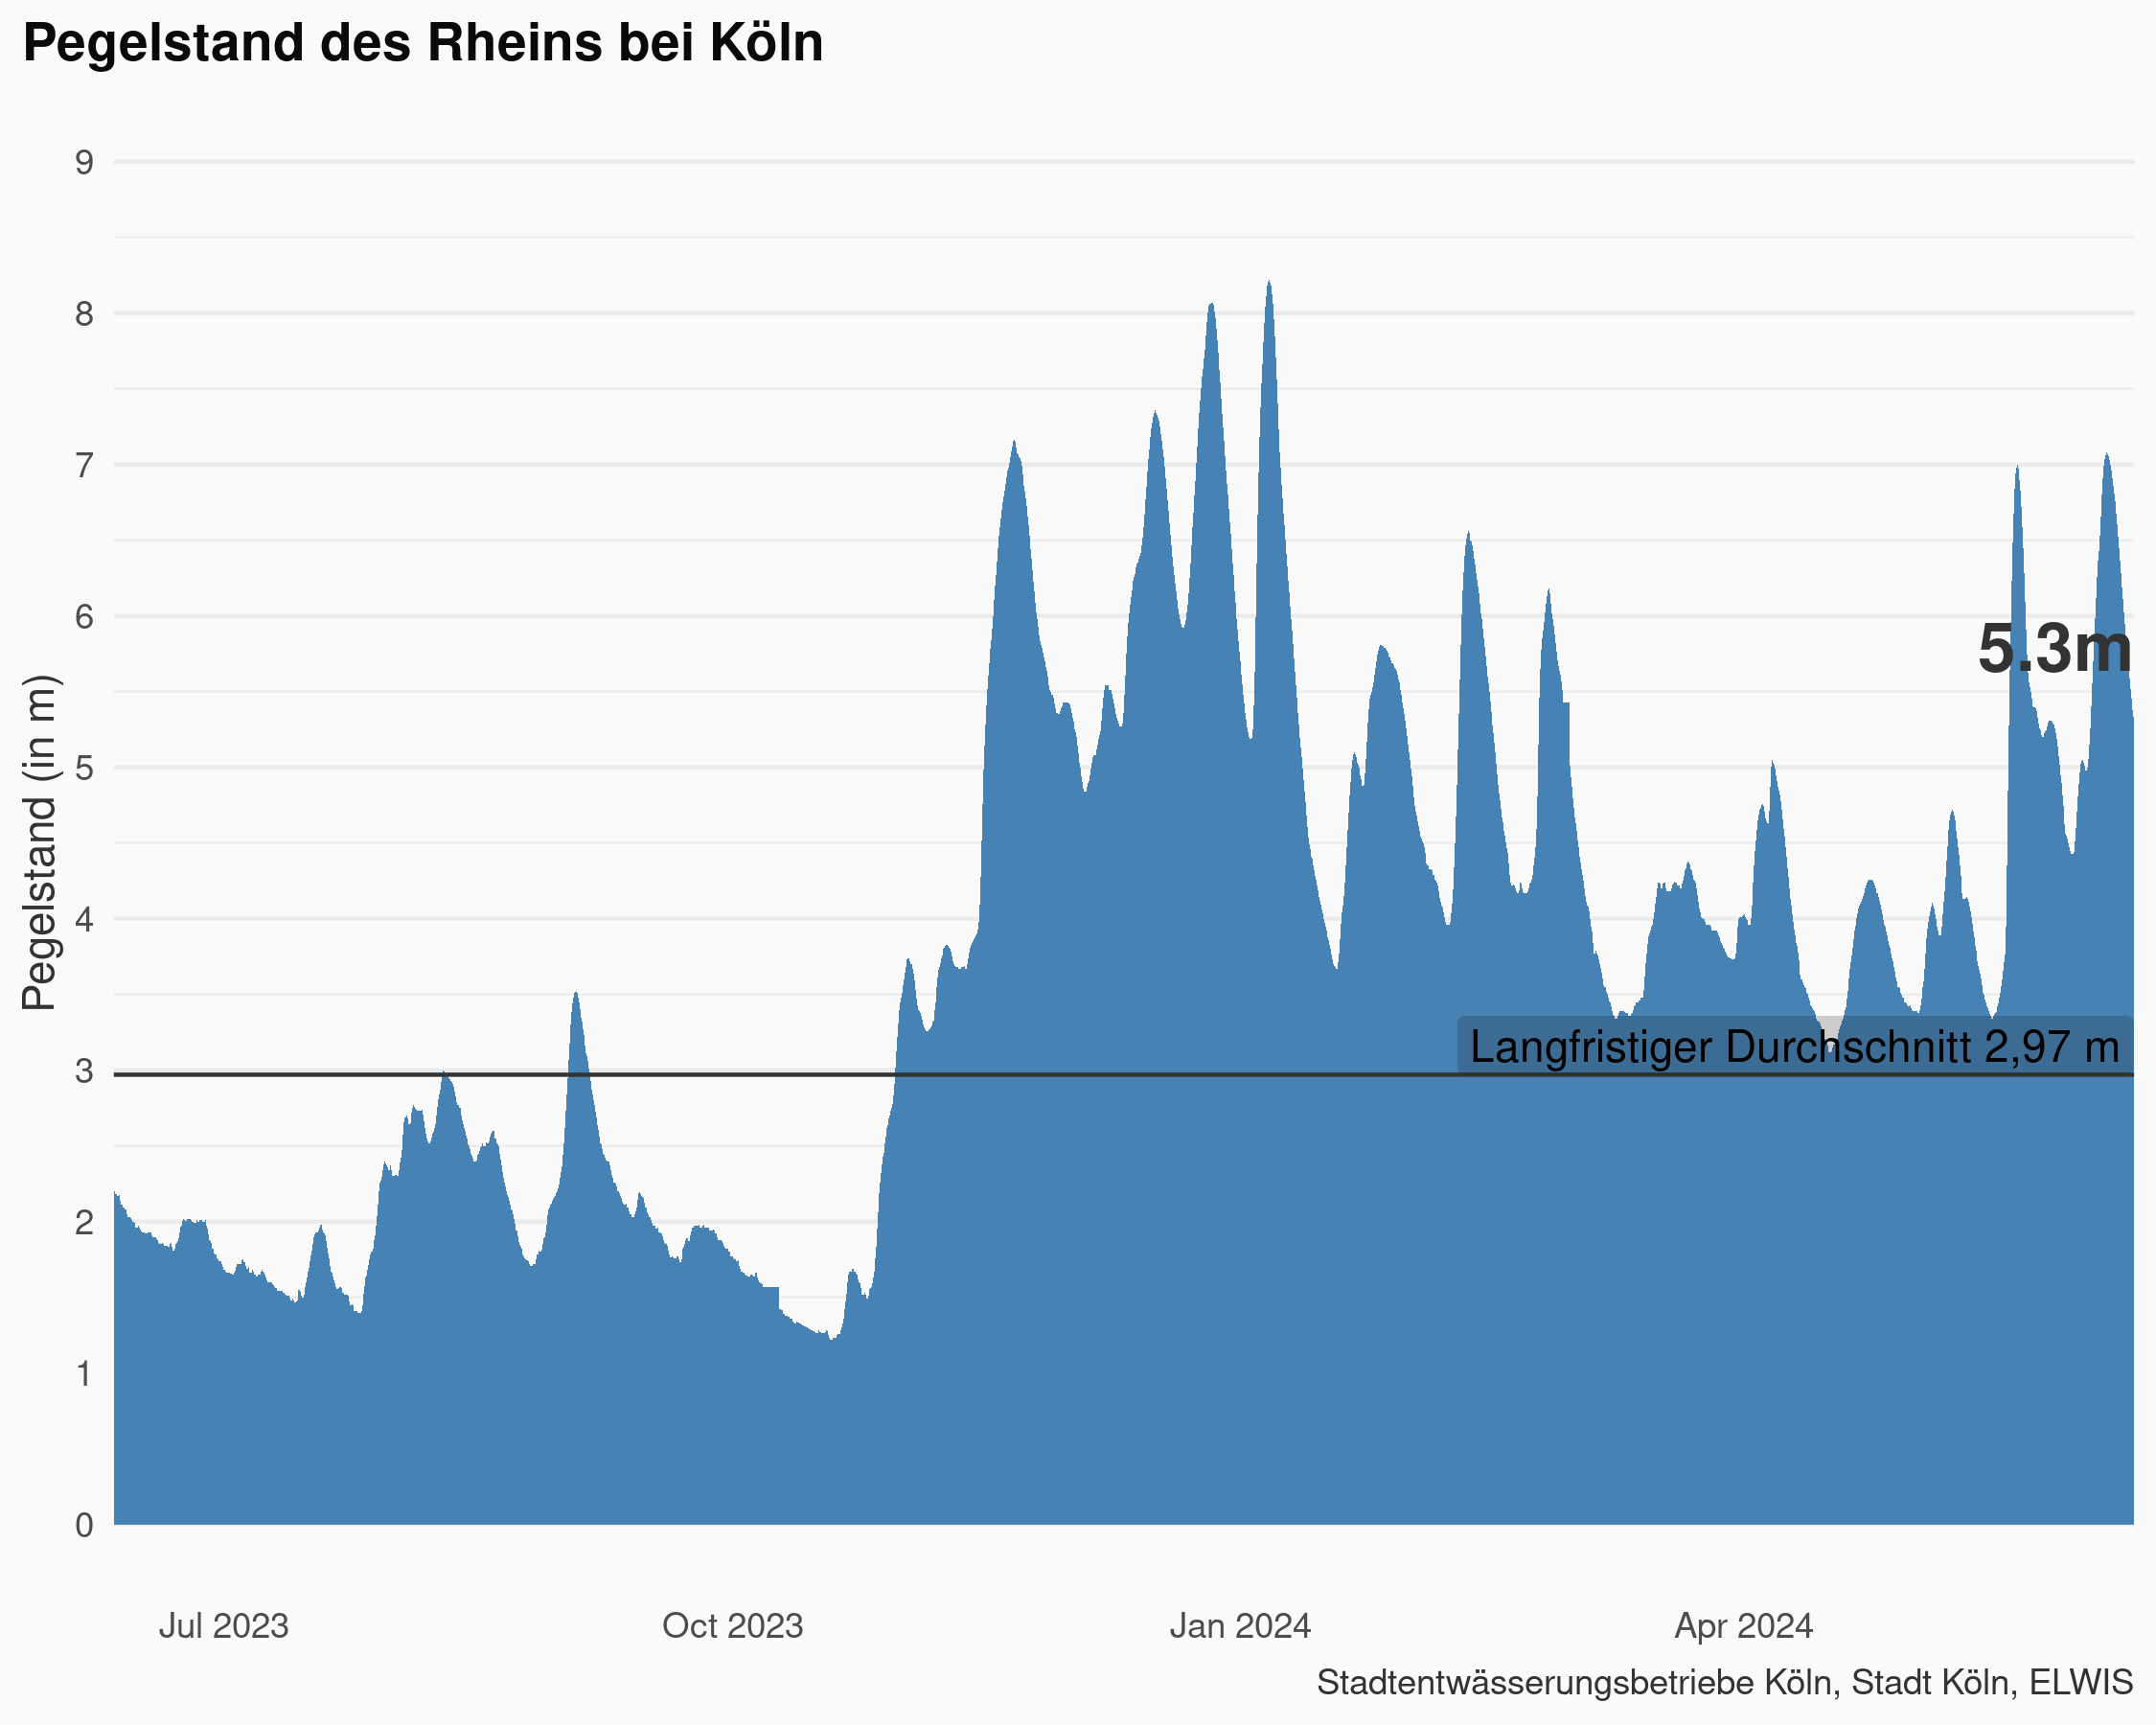 Pegelstand des Rheins bei Köln
Pegelstand (in m)
9
8
7
6
5
4
3
2
1
0
5.3m
Langfristiger Durchschnitt 2,97 m
Jul 2023
Oct 2023
Jan 2024
Apr 2024
Stadtentwässerungsbetriebe Köln, Stadt Köln, ELWIS